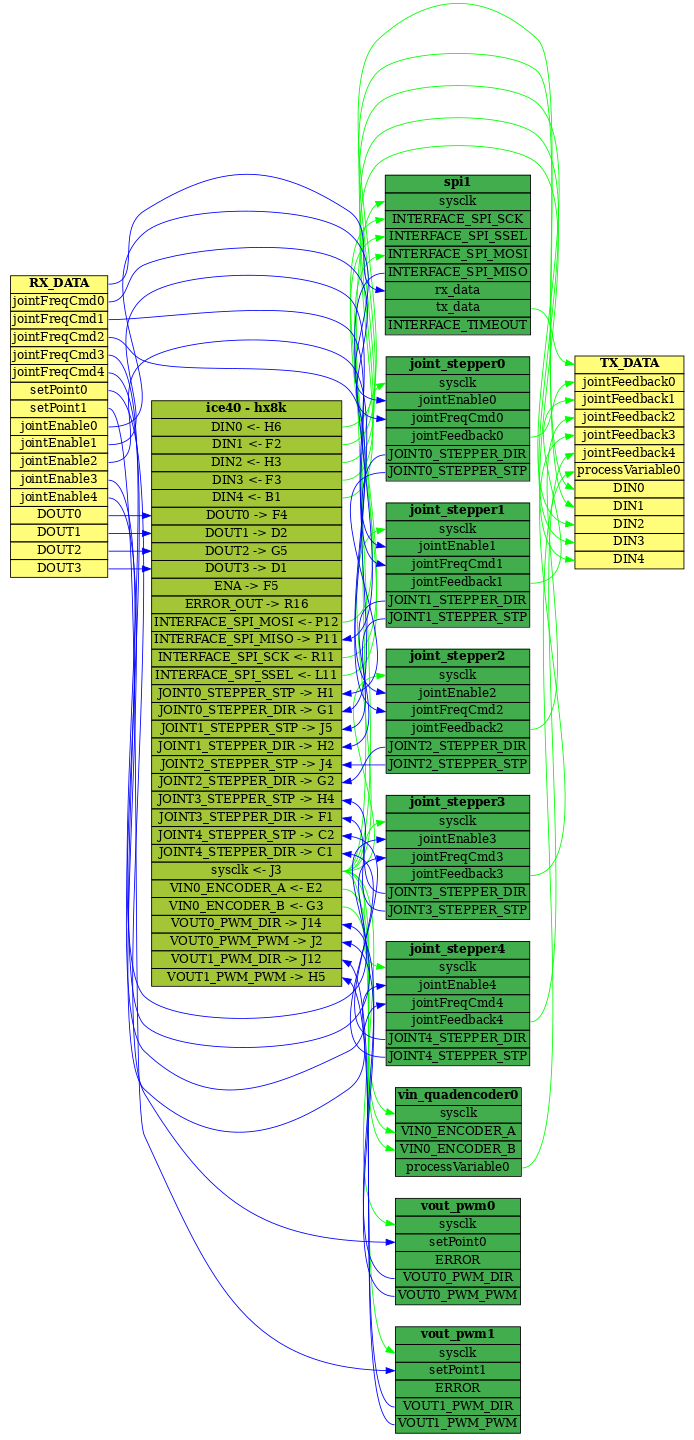 RX_DATA
jointFreqCmd0
jointFreqCmd1
jointFreqCmd2
jointFreqCmd3
jointFreqCmd4
setPoint0
setPoint1
jointEnable0
jointEnable1
jointEnable2
jointEnable3
jointEnable4
DOUT0
DOUT1
DOUT2
DOUT3
ice40 - hx8k
DIN0 <- H6
DIN1 <- F2
DIN2 <- H3
DIN3 <- F3
DIN4 <- B1
DOUT0 -> F4
DOUT1 -> D2
DOUT2 -> G5
DOUT3 -> D1
ENA -> F5
ERROR_OUT -> R16
INTERFACE_SPI_MOSI <- P12
INTERFACE_SPI_MISO -> P11
INTERFACE_SPI_SCK <- R11
INTERFACE_SPI_SSEL <- L11
JOINT0_STEPPER_STP -> H1
JOINT0_STEPPER_DIR -> G1
JOINT1_STEPPER_STP -> J5
JOINT1_STEPPER_DIR -> H2
JOINT2_STEPPER_STP -> J4
JOINT2_STEPPER_DIR -> G2
JOINT3_STEPPER_STP -> H4
JOINT3_STEPPER_DIR -> F1
JOINT4_STEPPER_STP -> C2
JOINT4_STEPPER_DIR -> C1
sysclk <- J3
VIN0_ENCODER_A <- E2
VIN0_ENCODER_B <- G3
VOUT0_PWM_DIR -> J14
VOUT0_PWM_PWM -> J2
VOUT1_PWM_DIR -> J12
VOUT1_PWM_PWM -> H5
spi1
sysclk
INTERFACE_SPI_SCK
INTERFACE_SPI_SSEL
INTERFACE_SPI_MOSI
INTERFACE_SPI_MISO
rx_data
tx_data
INTERFACE_TIMEOUT
joint_stepper0
sysclk
jointEnable0
jointFreqCmd0
jointFeedback0
JOINT0_STEPPER_DIR
JOINT0_STEPPER_STP
joint_stepper1
sysclk
jointEnable1
jointFreqCmd1
jointFeedback1
JOINT1_STEPPER_DIR
JOINT1_STEPPER_STP
joint_stepper2
sysclk
jointEnable2
jointFreqCmd2
jointFeedback2
JOINT2_STEPPER_DIR
JOINT2_STEPPER_STP
joint_stepper3
sysclk
jointEnable3
jointFreqCmd3
jointFeedback3
JOINT3_STEPPER_DIR
JOINT3_STEPPER_STP
joint_stepper4
sysclk
jointEnable4
jointFreqCmd4
jointFeedback4
JOINT4_STEPPER_DIR
JOINT4_STEPPER_STP
vin_quadencoder0
sysclk
VIN0_ENCODER_A
VIN0_ENCODER_B
processVariable0
vout_pwm0
sysclk
setPoint0
ERROR
VOUT0_PWM_DIR
VOUT0_PWM_PWM
vout_pwm1
sysclk
setPoint1
ERROR
VOUT1_PWM_DIR
VOUT1_PWM_PWM
TX_DATA
jointFeedback0
jointFeedback1
jointFeedback2
jointFeedback3
jointFeedback4
processVariable0
DIN0
DIN1
DIN2
DIN3
DIN4